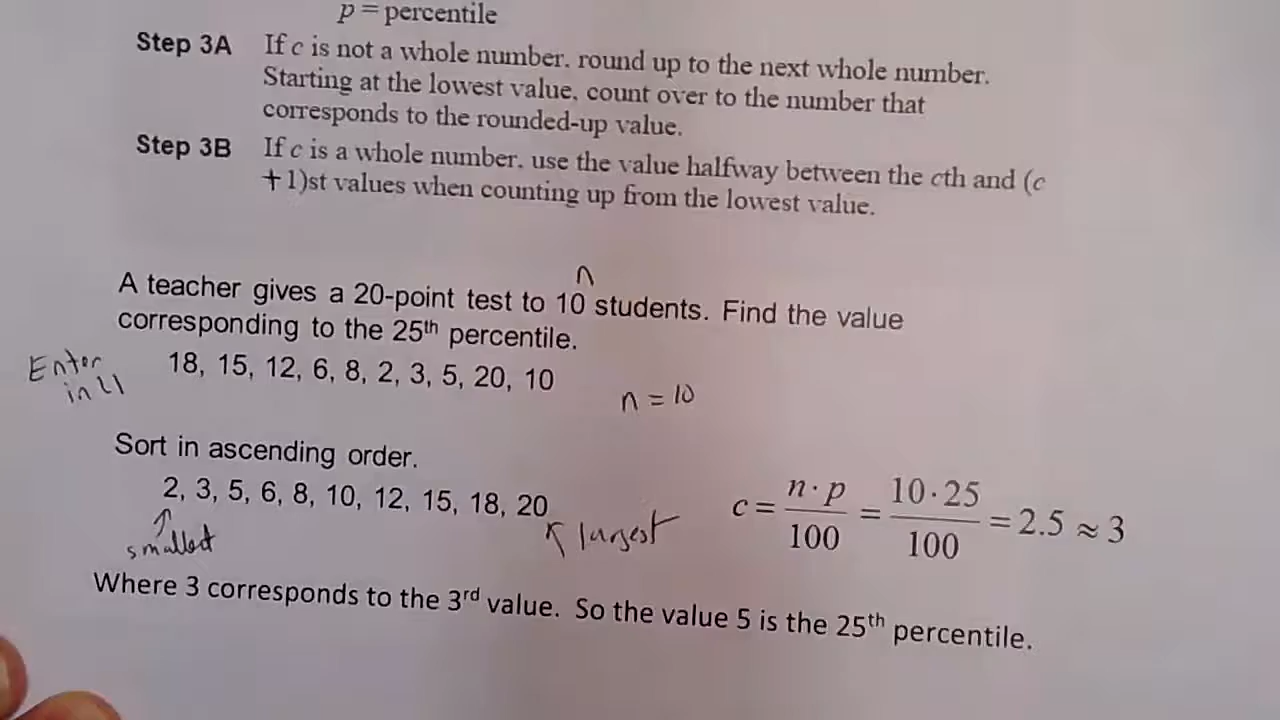 p = percentile
Step 3A If c is not a whole number, round up to the next whole number.
Starting at the lowest value, count over to the number that
corresponds to the rounded-up value.
Step 3B If c is a whole number, use the value halfway between the cth and (c
+1)st values when counting up from the lowest value.
n
A teacher gives a 20-point test to 10 students. Find the value
corresponding to the 25th percentile.
Enter
in L1
18, 15, 12, 6, 8, 2, 3, 5, 20, 10
n = 10
Sort in ascending order.
2, 3, 5, 6, 8, 10, 12, 15, 18, 20
smallest
largest
c = n · p / 100 = 10 · 25 / 100 = 2.5 ≈ 3
Where 3 corresponds to the 3rd value. So the value 5 is the 25th percentile.